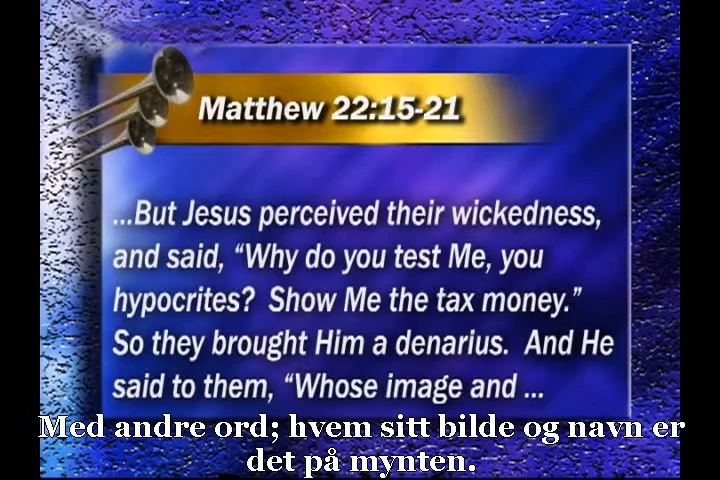 Matthew 22:15-21
...But Jesus perceived their wickedness,
and said, “Why do you test Me, you
hypocrites?  Show Me the tax money.”
So they brought Him a denarius.  And He
said to them, “Whose image and ...
Med andre ord; hvem sitt bilde og navn er
det på mynten.